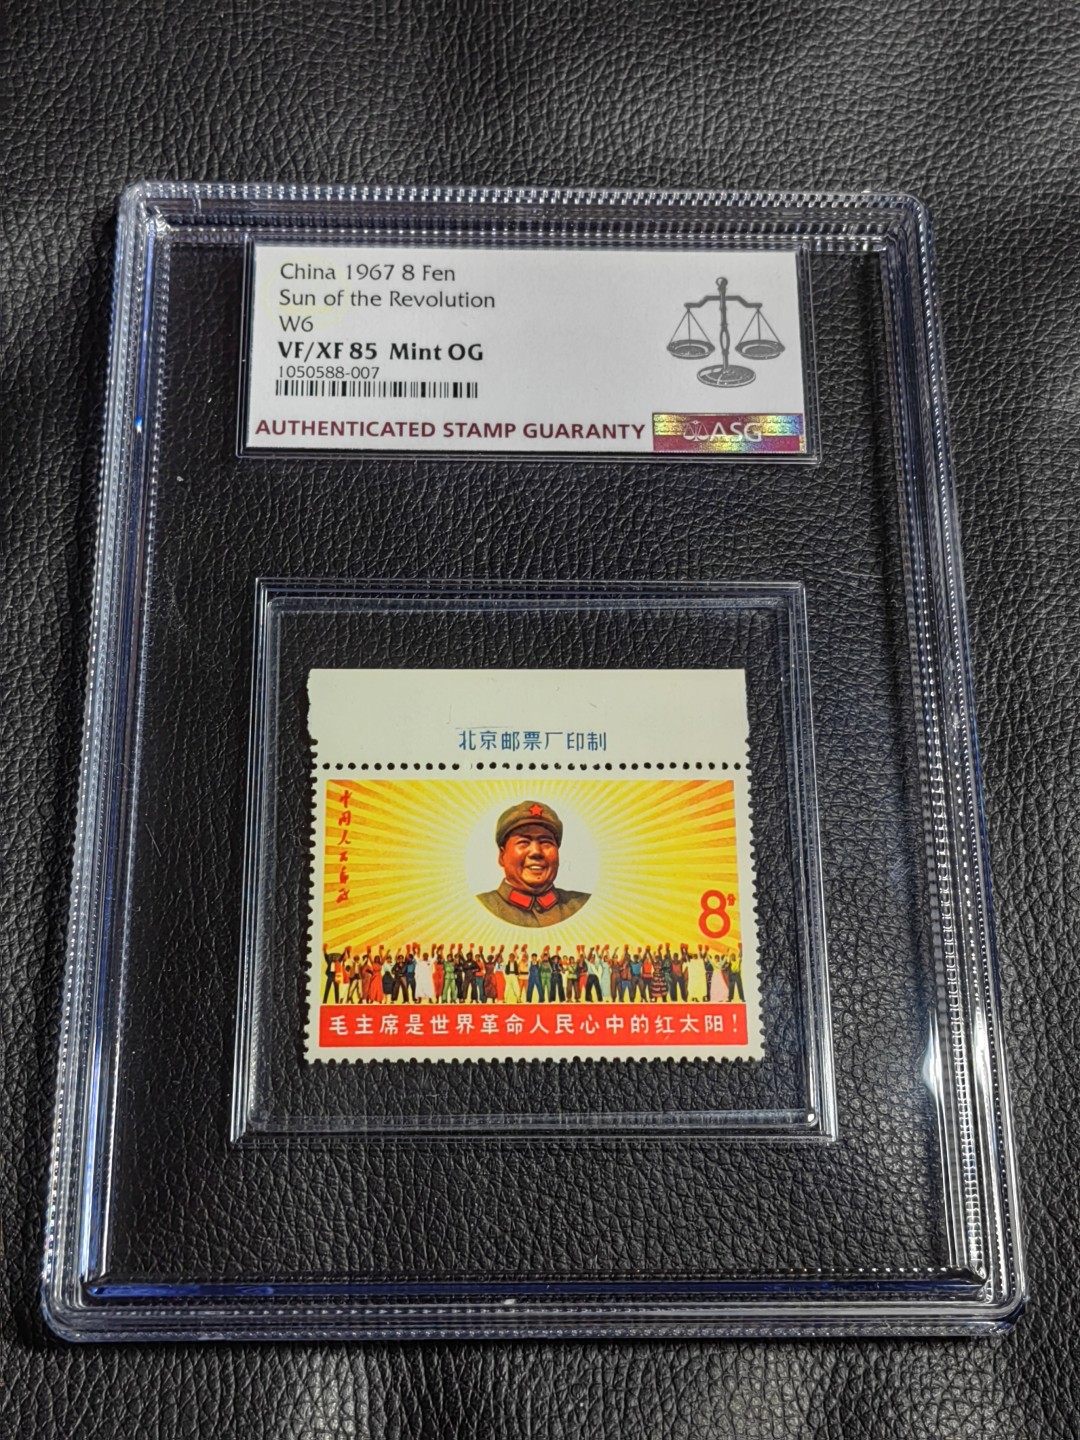 China 1967 8 Fen
Sun of the Revolution
W6
VF/XF 85 Mint OG
1050588-007
AUTHENTICATED STAMP GUARANTY
ASG
北京邮票厂印制
中国人民邮政
8分
毛主席是世界革命人民心中的红太阳！